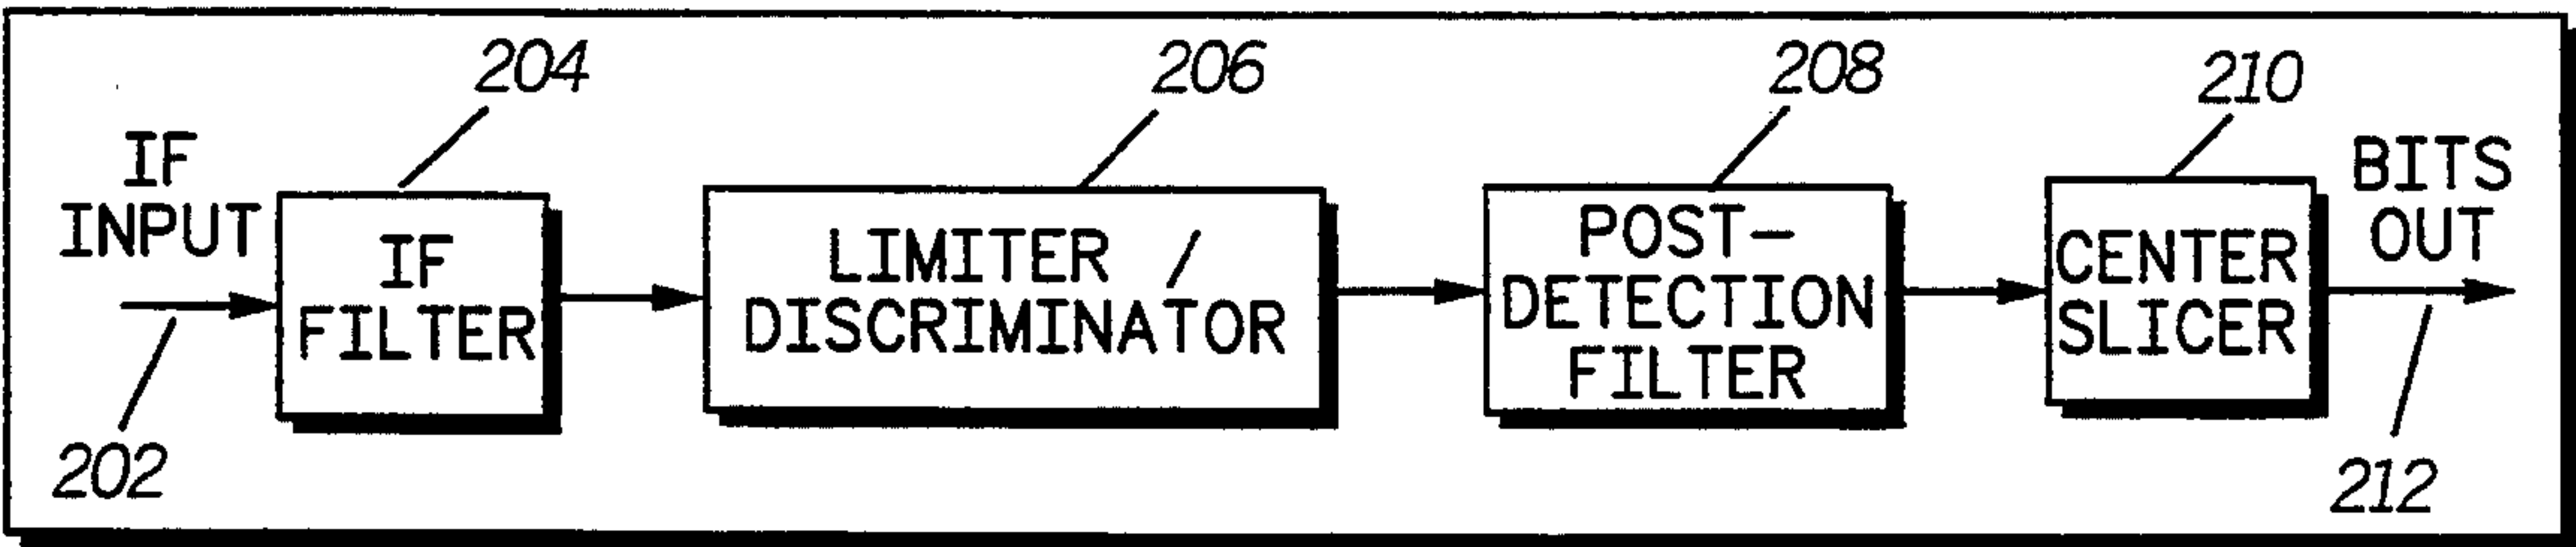 204
206
208
210
IF
INPUT
IF
FILTER
LIMITER /
DISCRIMINATOR
POST-
DETECTION
FILTER
CENTER
SLICER
BITS
OUT
202
212